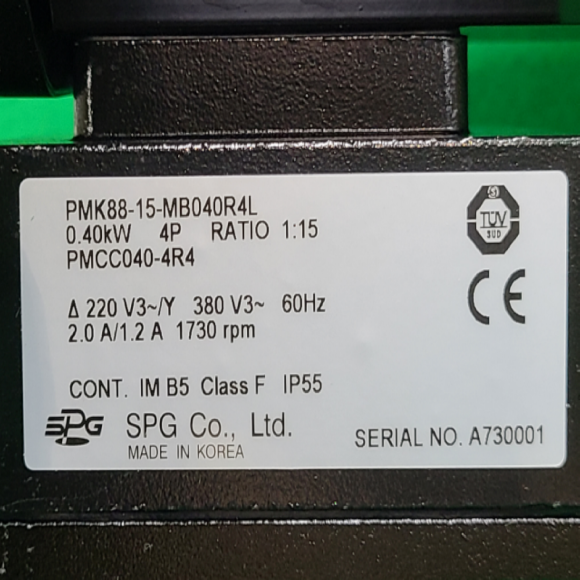 PMK88-15-MB040R4L
0.40kW 4P RATIO 1:15
PMCC040-4R4
Δ 220 V3~/Y 380 V3~ 60Hz
2.0 A/1.2 A 1730 rpm
CONT. IM B5 Class F IP55
SPG SPG Co., Ltd.
MADE IN KOREA
SERIAL NO. A730001
S
TÜV
SÜD
CE